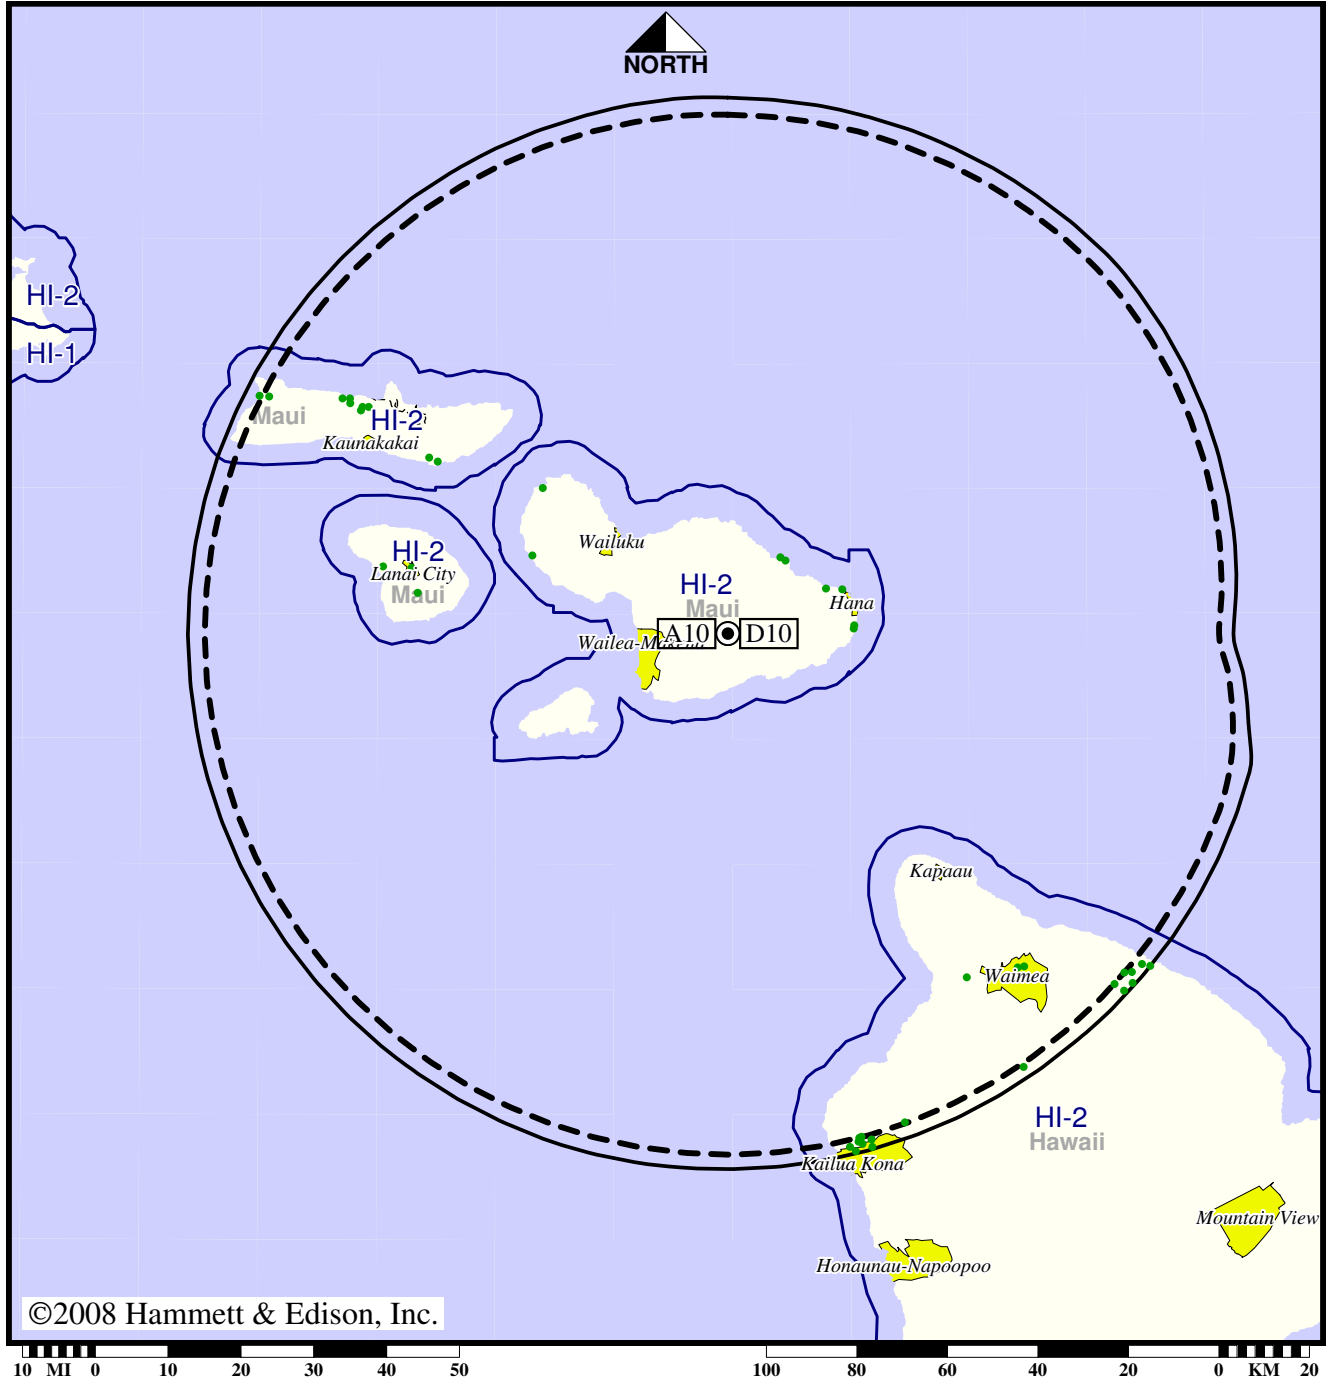 NORTH
HI-2
HI-1
Maui
HI-2
Kaunakakai
HI-2
Lanai City
Maui
Wailuku
HI-2
Maui
Hana
A10
D10
Kapaau
Waimea
HI-2
Hawaii
Kailua Kona
Mountain View
Honaunau-Napoopoo
©2008 Hammett & Edison, Inc.
10 MI 0 10 20 30 40 50 100 80 60 40 20 0 KM 20